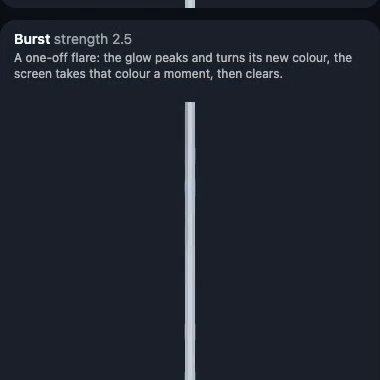 Burst strength 2.5
A one-off flare: the glow peaks and turns its new colour, the
screen takes that colour a moment, then clears.